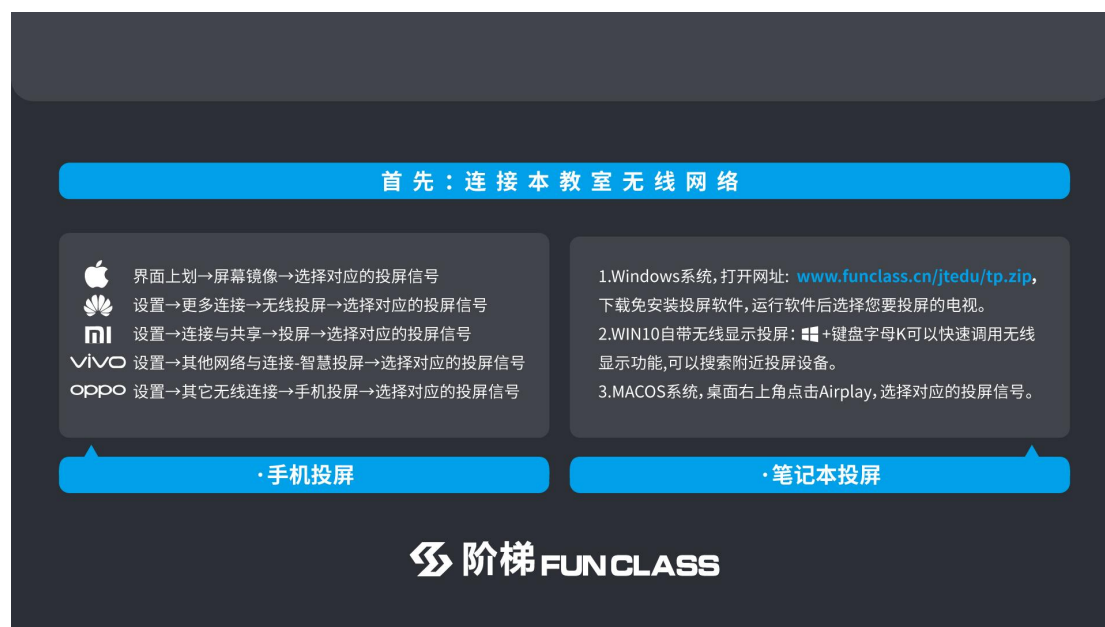 首先：连接本教室无线网络
界面上划→屏幕镜像→选择对应的投屏信号
设置→更多连接→无线投屏→选择对应的投屏信号
mi 设置→连接与共享→投屏→选择对应的投屏信号
vivo 设置→其他网络与连接-智慧投屏→选择对应的投屏信号
oppo 设置→其它无线连接→手机投屏→选择对应的投屏信号
·手机投屏
1.Windows系统,打开网址: www.funclass.cn/jtedu/tp.zip,
下载免安装投屏软件,运行软件后选择您要投屏的电视。
2.WIN10自带无线显示投屏：+键盘字母K可以快速调用无线
显示功能,可以搜索附近投屏设备。
3.MACOS系统,桌面右上角点击Airplay,选择对应的投屏信号。
·笔记本投屏
阶梯 FUNCLASS